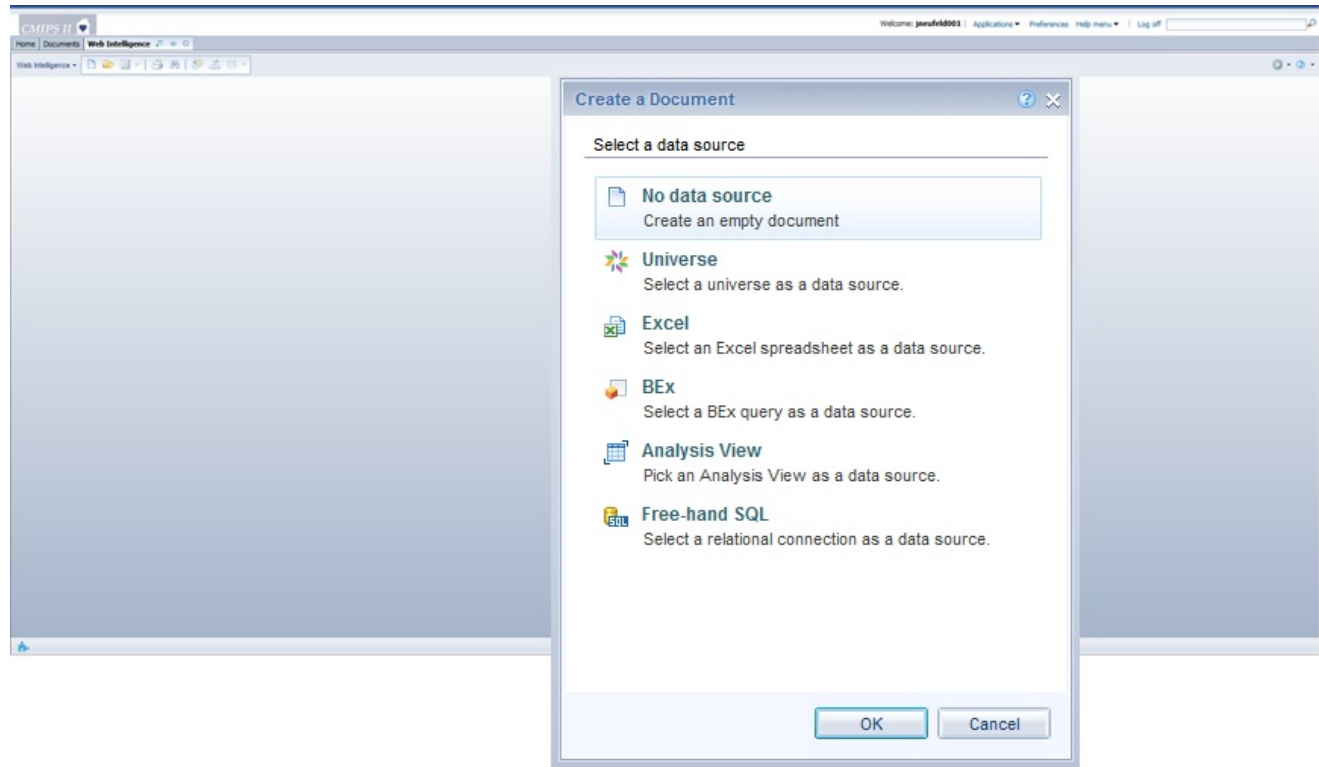 CMIPS II
Welcome: jneufeld001 | Applications Preferences Help menu | Log off
Home Documents Web Intelligence
Web Intelligence
Create a Document
Select a data source
No data source
Create an empty document
Universe
Select a universe as a data source.
Excel
Select an Excel spreadsheet as a data source.
BEx
Select a BEx query as a data source.
Analysis View
Pick an Analysis View as a data source.
SQL Free-hand SQL
Select a relational connection as a data source.
OK Cancel